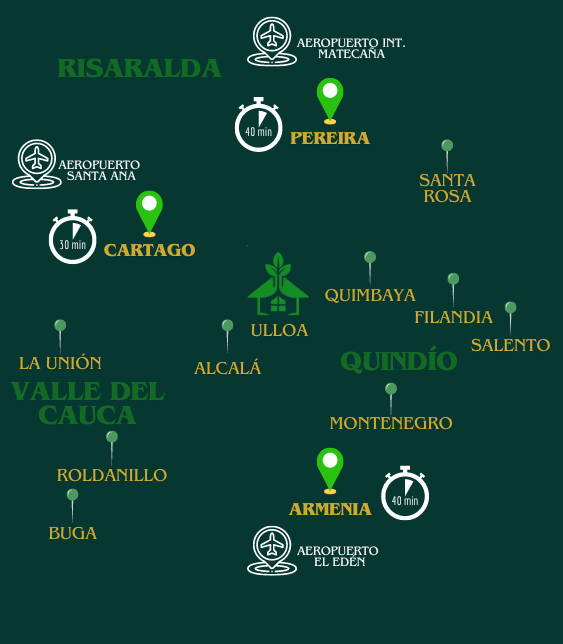 AEROPUERTO INT.
MATECAÑA
RISARALDA
40 min
PEREIRA
AEROPUERTO
SANTA ANA
SANTA
ROSA
30 min
CARTAGO
QUIMBAYA
FILANDIA
ULLOA
SALENTO
LA UNIÓN
ALCALÁ
QUINDÍO
VALLE DEL
CAUCA
MONTENEGRO
ROLDANILLO
40 min
ARMENIA
BUGA
AEROPUERTO
EL EDÉN